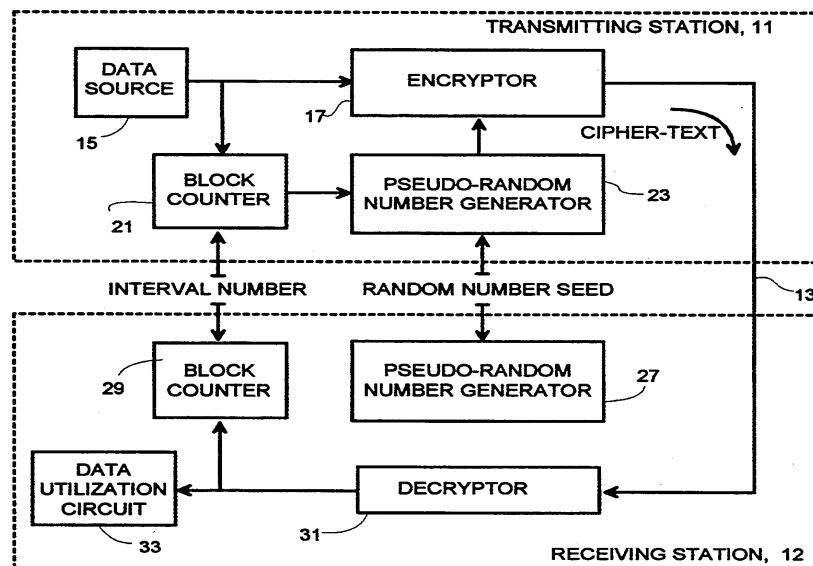 TRANSMITTING STATION, 11
DATA
SOURCE
15
ENCRYPTOR
17
CIPHER-TEXT
BLOCK
COUNTER
21
PSEUDO-RANDOM
NUMBER GENERATOR
23
INTERVAL NUMBER
RANDOM NUMBER SEED
13
29
BLOCK
COUNTER
PSEUDO-RANDOM
NUMBER GENERATOR
27
DATA
UTILIZATION
CIRCUIT
33
DECRYPTOR
31
RECEIVING STATION, 12